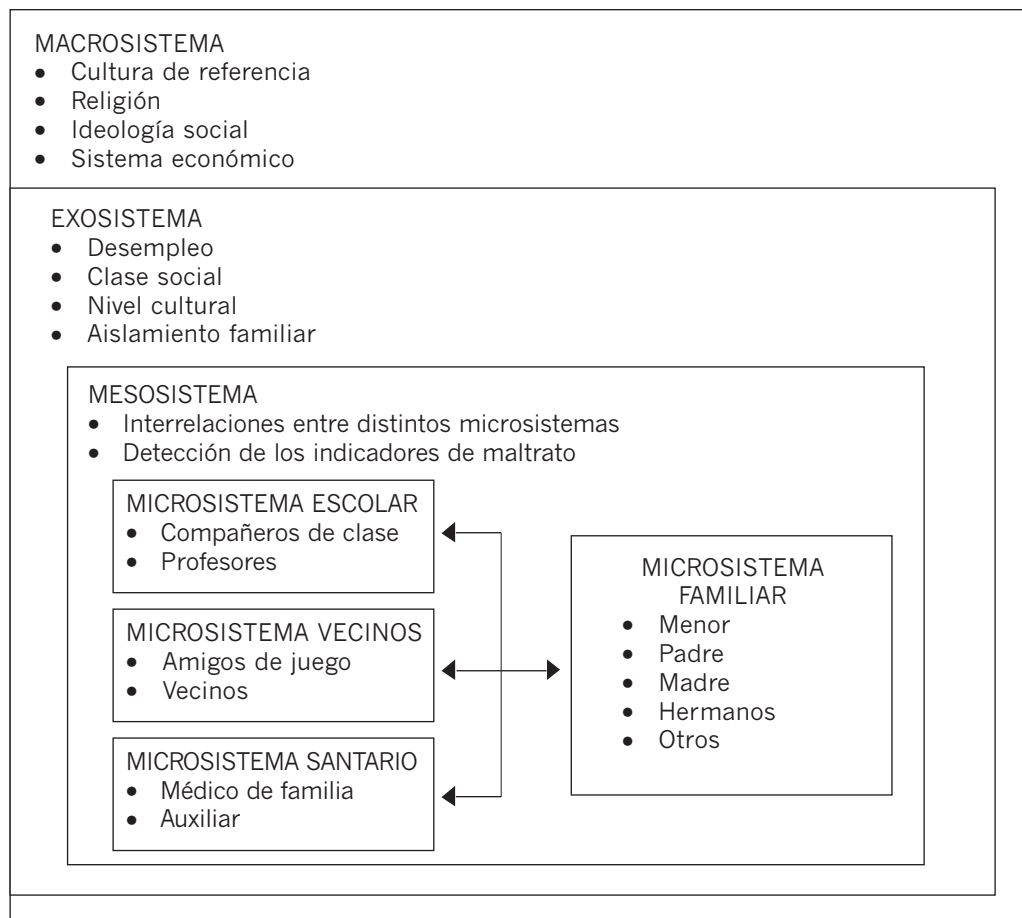 MACROSISTEMA
• Cultura de referencia
• Religión
• Ideología social
• Sistema económico
EXOSISTEMA
• Desempleo
• Clase social
• Nivel cultural
• Aislamiento familiar
MESOSISTEMA
• Interrelaciones entre distintos microsistemas
• Detección de los indicadores de maltrato
MICROSISTEMA ESCOLAR
• Compañeros de clase
• Profesores
MICROSISTEMA VECINOS
• Amigos de juego
• Vecinos
MICROSISTEMA SANTARIO
• Médico de familia
• Auxiliar
MICROSISTEMA
FAMILIAR
• Menor
• Padre
• Madre
• Hermanos
• Otros